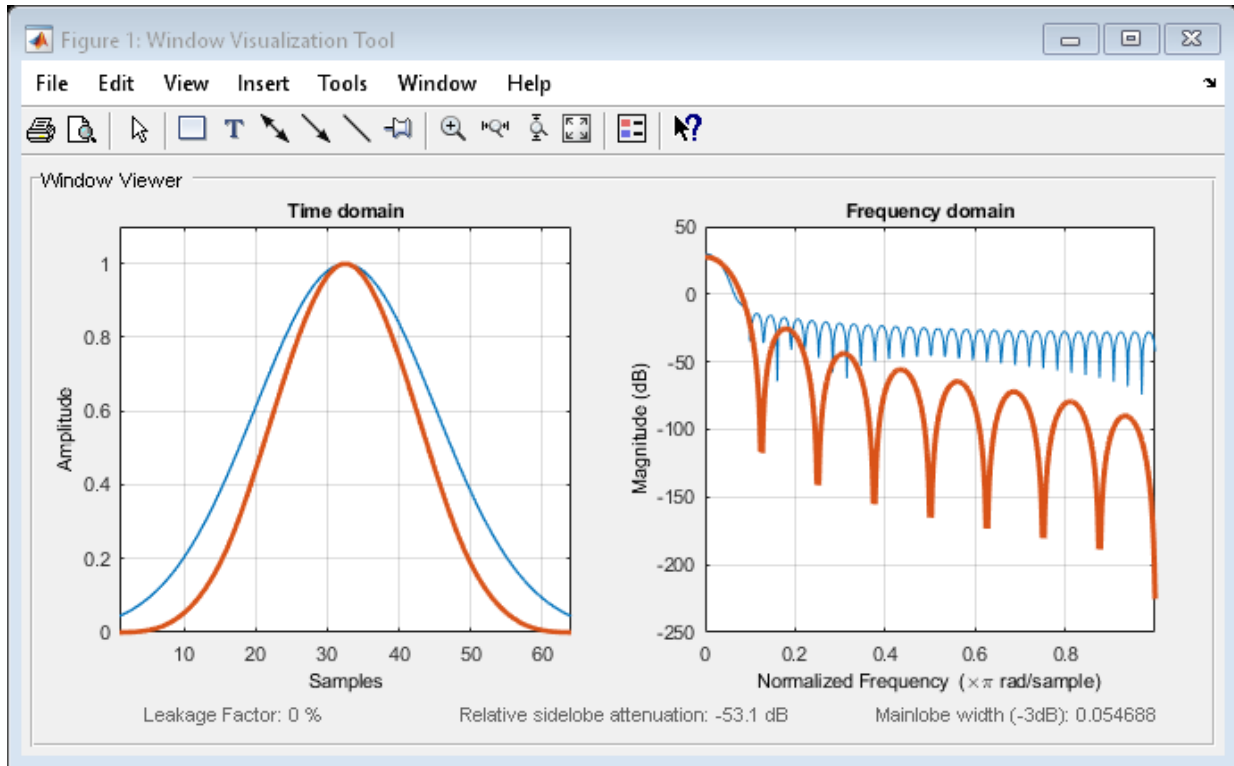 Figure 1: Window Visualization Tool
File Edit View Insert Tools Window Help
T
?
Window Viewer
Time domain
1
0.8
0.6
0.4
0.2
0
Amplitude
10 20 30 40 50 60
Samples
Frequency domain
50
0
-50
-100
-150
-200
-250
Magnitude (dB)
0 0.2 0.4 0.6 0.8
Normalized Frequency (×π rad/sample)
Leakage Factor: 0 % Relative sidelobe attenuation: -53.1 dB Mainlobe width (-3dB): 0.054688